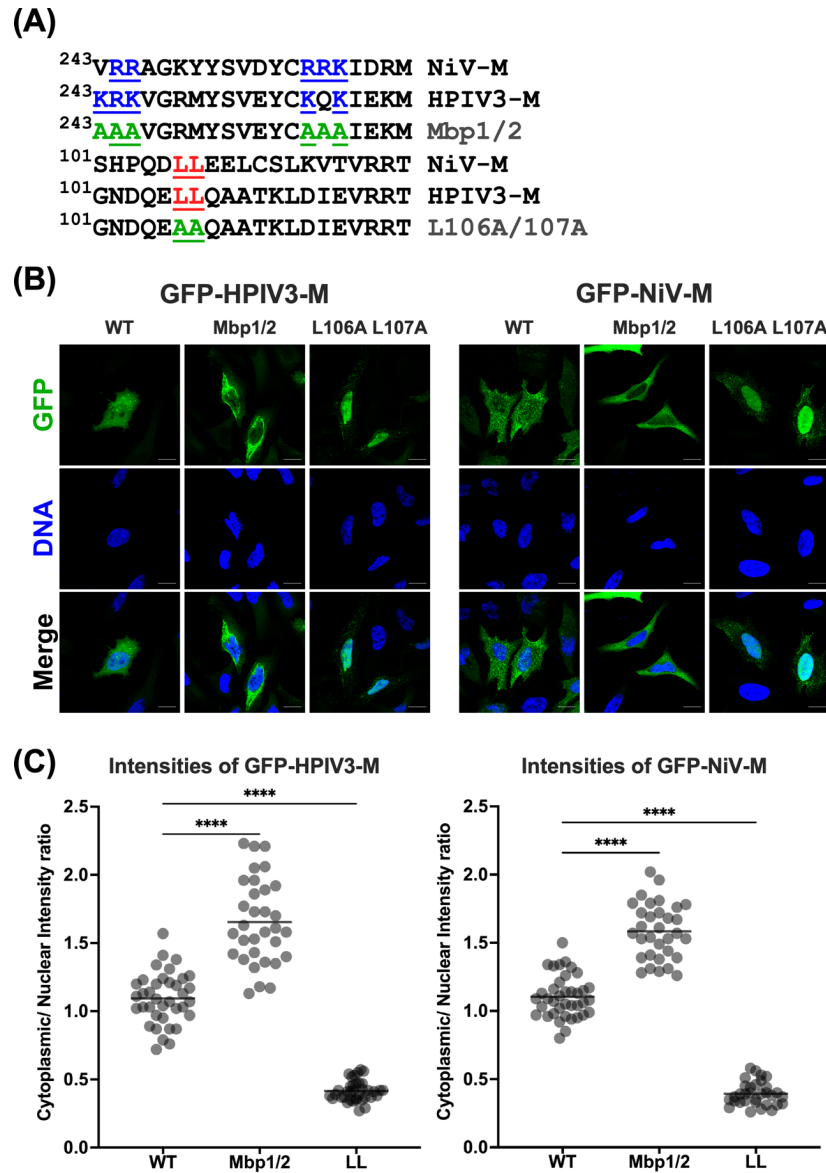 (A)
243VRRAGKYYSVDYCRRKIDRM NiV-M
243KRKVGRMYSVEYCKQKIEKM HPIV3-M
243AAAVGRMYSVEYCAAAIEKM Mbp1/2
101SHPQDLLEELCSLKVTVRRT NiV-M
101GNDQELLQAATKLDIEVRRT HPIV3-M
101GNDQEAAQAATKLDIEVRRT L106A/107A
(B)
GFP-HPIV3-M GFP-NiV-M
WT Mbp1/2 L106A L107A WT Mbp1/2 L106A L107A
GFP
DNA
Merge
(C)
Intensities of GFP-HPIV3-M
Cytoplasmic/ Nuclear Intensity ratio
2.5
2.0
1.5
1.0
0.5
0.0
****
****
WT Mbp1/2 LL
Intensities of GFP-NiV-M
Cytoplasmic/ Nuclear Intensity ratio
2.5
2.0
1.5
1.0
0.5
0.0
****
****
WT Mbp1/2 LL